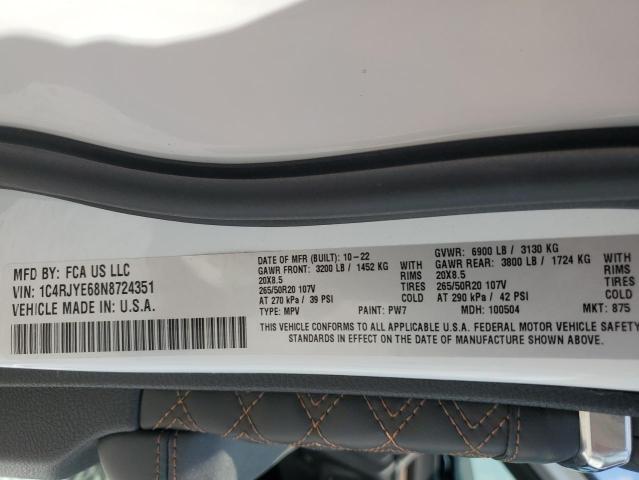 MFD BY: FCA US LLC
VIN: 1C4RJYE68N8724351
VEHICLE MADE IN U.S.A.
DATE OF MFR (BUILT): 10-22
GAWR FRONT: 3200 LB / 1452 KG WITH
20X8.5 RIMS
265/50R20 107V TIRES
AT 270 kPa / 39 PSI COLD
GVWR: 6900 LB / 3130 KG
GAWR REAR: 3800 LB / 1724 KG WITH
20X8.5 RIMS
265/50R20 107V TIRES
AT 290 kPa / 42 PSI COLD
TYPE: MPV PAINT: PW7 MDH: 100504 MKT: 875
THIS VEHICLE CONFORMS TO ALL APPLICABLE U.S.A. FEDERAL MOTOR VEHICLE SAFETY
STANDARDS IN EFFECT ON THE DATE OF MANUFACTURE SHOWN ABOVE.